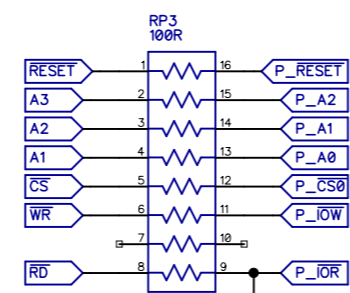 RP3
100R
RESET 1 16 P_RESET
A3 2 15 P_A2
A2 3 14 P_A1
A1 4 13 P_A0
CS 5 12 P_CS0
WR 6 11 P_IOW
7 10
RD 8 9 P_IOR